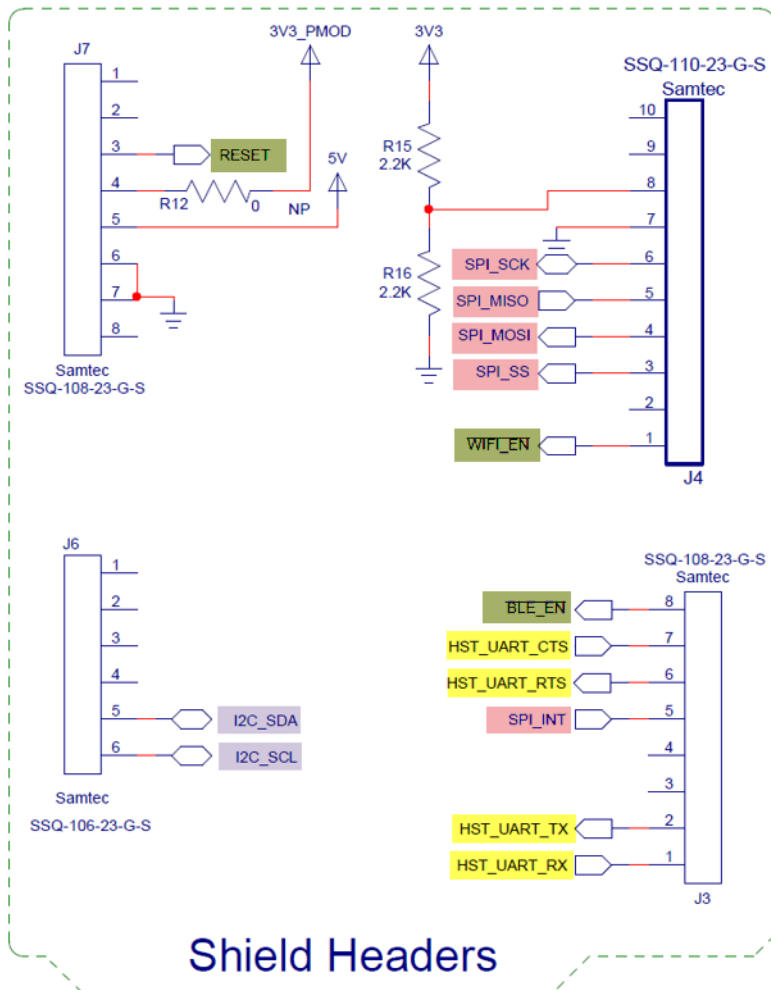 J7
1
2
3
4
5
6
7
8
RESET
R12
0
NP
3V3_PMOD
5V
Samtec
SSQ-108-23-G-S
3V3
R15
2.2K
R16
2.2K
SSQ-110-23-G-S
Samtec
10
9
8
7
SPI_SCK 6
SPI_MISO 5
SPI_MOSI 4
SPI_SS 3
2
WIFI_EN 1
J4
J6
1
2
3
4
5 I2C_SDA
6 I2C_SCL
Samtec
SSQ-106-23-G-S
SSQ-108-23-G-S
Samtec
BLE_EN 8
HST_UART_CTS 7
HST_UART_RTS 6
SPI_INT 5
4
3
HST_UART_TX 2
HST_UART_RX 1
J3
Shield Headers